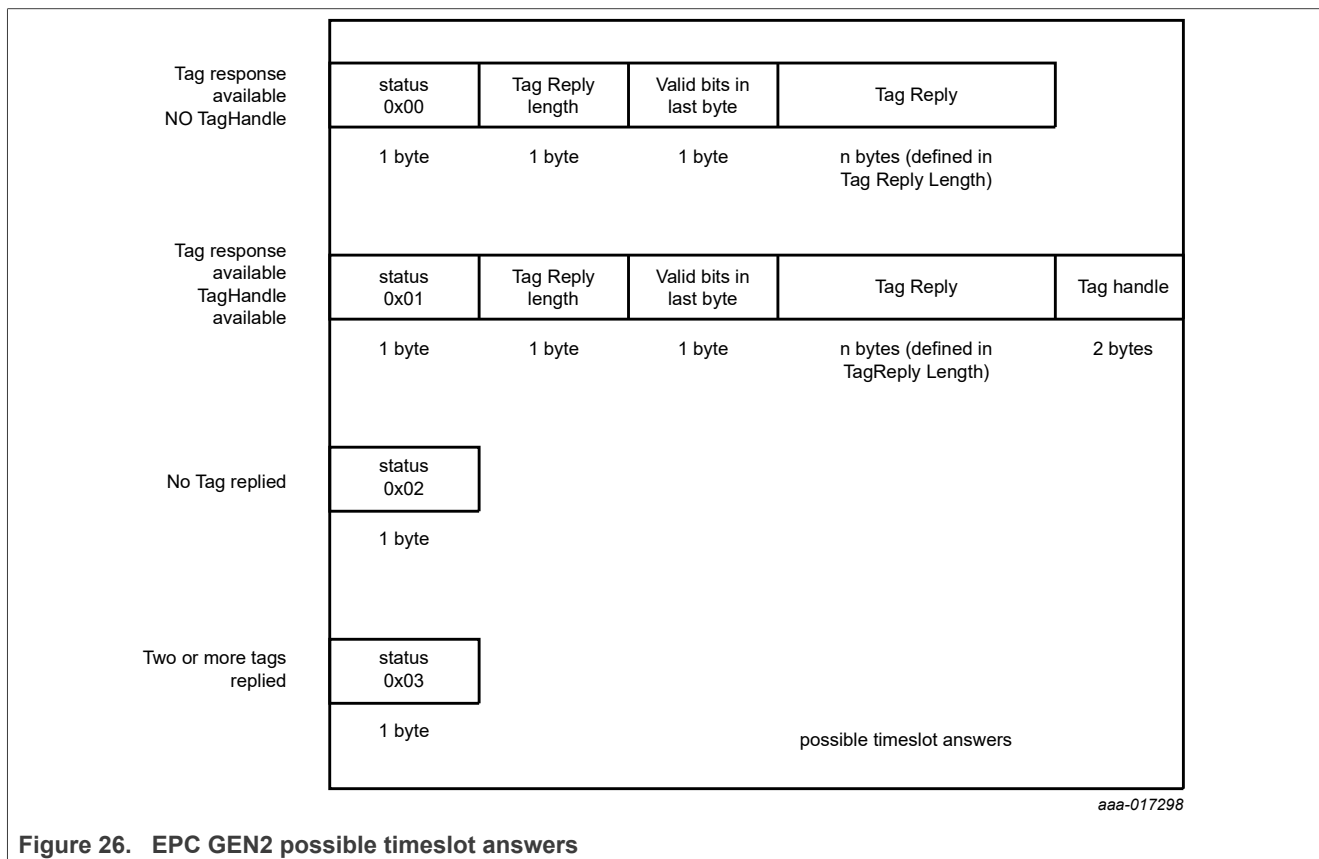 Tag response
available
NO TagHandle
status
0x00
Tag Reply
length
Valid bits in
last byte
Tag Reply
1 byte
1 byte
1 byte
n bytes (defined in
Tag Reply Length)
Tag response
available
TagHandle
available
status
0x01
Tag Reply
length
Valid bits in
last byte
Tag Reply
Tag handle
1 byte
1 byte
1 byte
n bytes (defined in
TagReply Length)
2 bytes
No Tag replied
status
0x02
1 byte
Two or more tags
replied
status
0x03
1 byte
possible timeslot answers
aaa-017298
Figure 26. EPC GEN2 possible timeslot answers